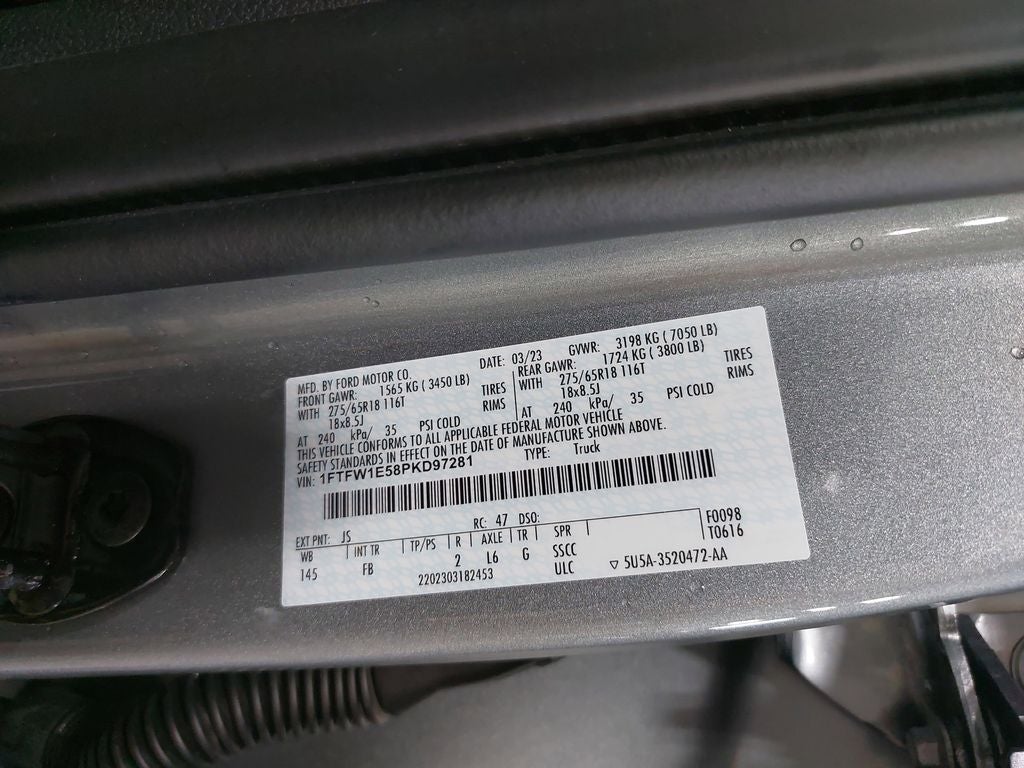 MFD. BY FORD MOTOR CO. DATE: 03/23 GVWR: 3198 KG ( 7050 LB)
FRONT GAWR: 1565 KG ( 3450 LB) REAR GAWR: 1724 KG ( 3800 LB)
WITH 275/65R18 116T TIRES WITH 275/65R18 116T TIRES
18x8.5J RIMS 18x8.5J RIMS
AT 240 kPa/ 35 PSI COLD AT 240 kPa/ 35 PSI COLD
THIS VEHICLE CONFORMS TO ALL APPLICABLE FEDERAL MOTOR VEHICLE
SAFETY STANDARDS IN EFFECT ON THE DATE OF MANUFACTURE SHOWN ABOVE.
VIN: 1FTFW1E58PKD97281 TYPE: Truck
EXT PNT: JS RC: 47 DSO: F0098
WB INT TR TP/PS R AXLE TR SPR T0616
145 FB 2 L6 G SSCC
2202303182453 ULC ▽ 5U5A-3520472-AA